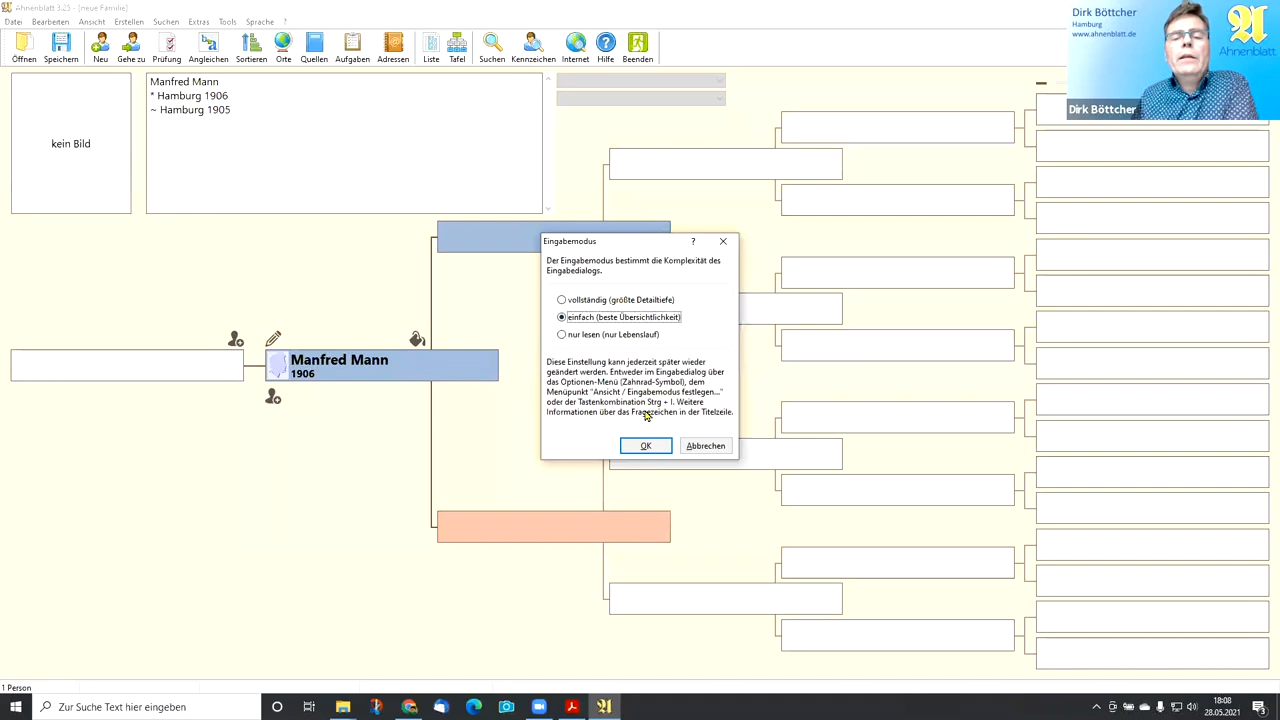 Ahnenblatt 3.25 - [neue Familie]
Datei Bearbeiten Ansicht Erstellen Suchen Extras Tools Sprache ?
Öffnen Speichern Neu Gehe zu Prüfung Angleichen Sortieren Orte Quellen Aufgaben Adressen Liste Tafel Suchen Kennzeichen Internet Hilfe Beenden
Dirk Böttcher
Hamburg
www.ahnenblatt.de
Ahnenblatt
Dirk Böttcher
kein Bild
Manfred Mann
* Hamburg 1906
~ Hamburg 1905
Manfred Mann
1906
Eingabemodus
?
Der Eingabemodus bestimmt die Komplexität des
Eingabedialogs.
vollständig (größte Detailtiefe)
einfach (beste Übersichtlichkeit)
nur lesen (nur Lebenslauf)
Diese Einstellung kann jederzeit später wieder
geändert werden. Entweder im Eingabedialog über
das Optionen-Menü (Zahnrad-Symbol), dem
Menüpunkt "Ansicht / Eingabemodus festlegen..."
oder der Tastenkombination Strg + I. Weitere
Informationen über das Fragezeichen in der Titelzeile.
OK
Abbrechen
1 Person
Zur Suche Text hier eingeben
18:08
28.05.2021